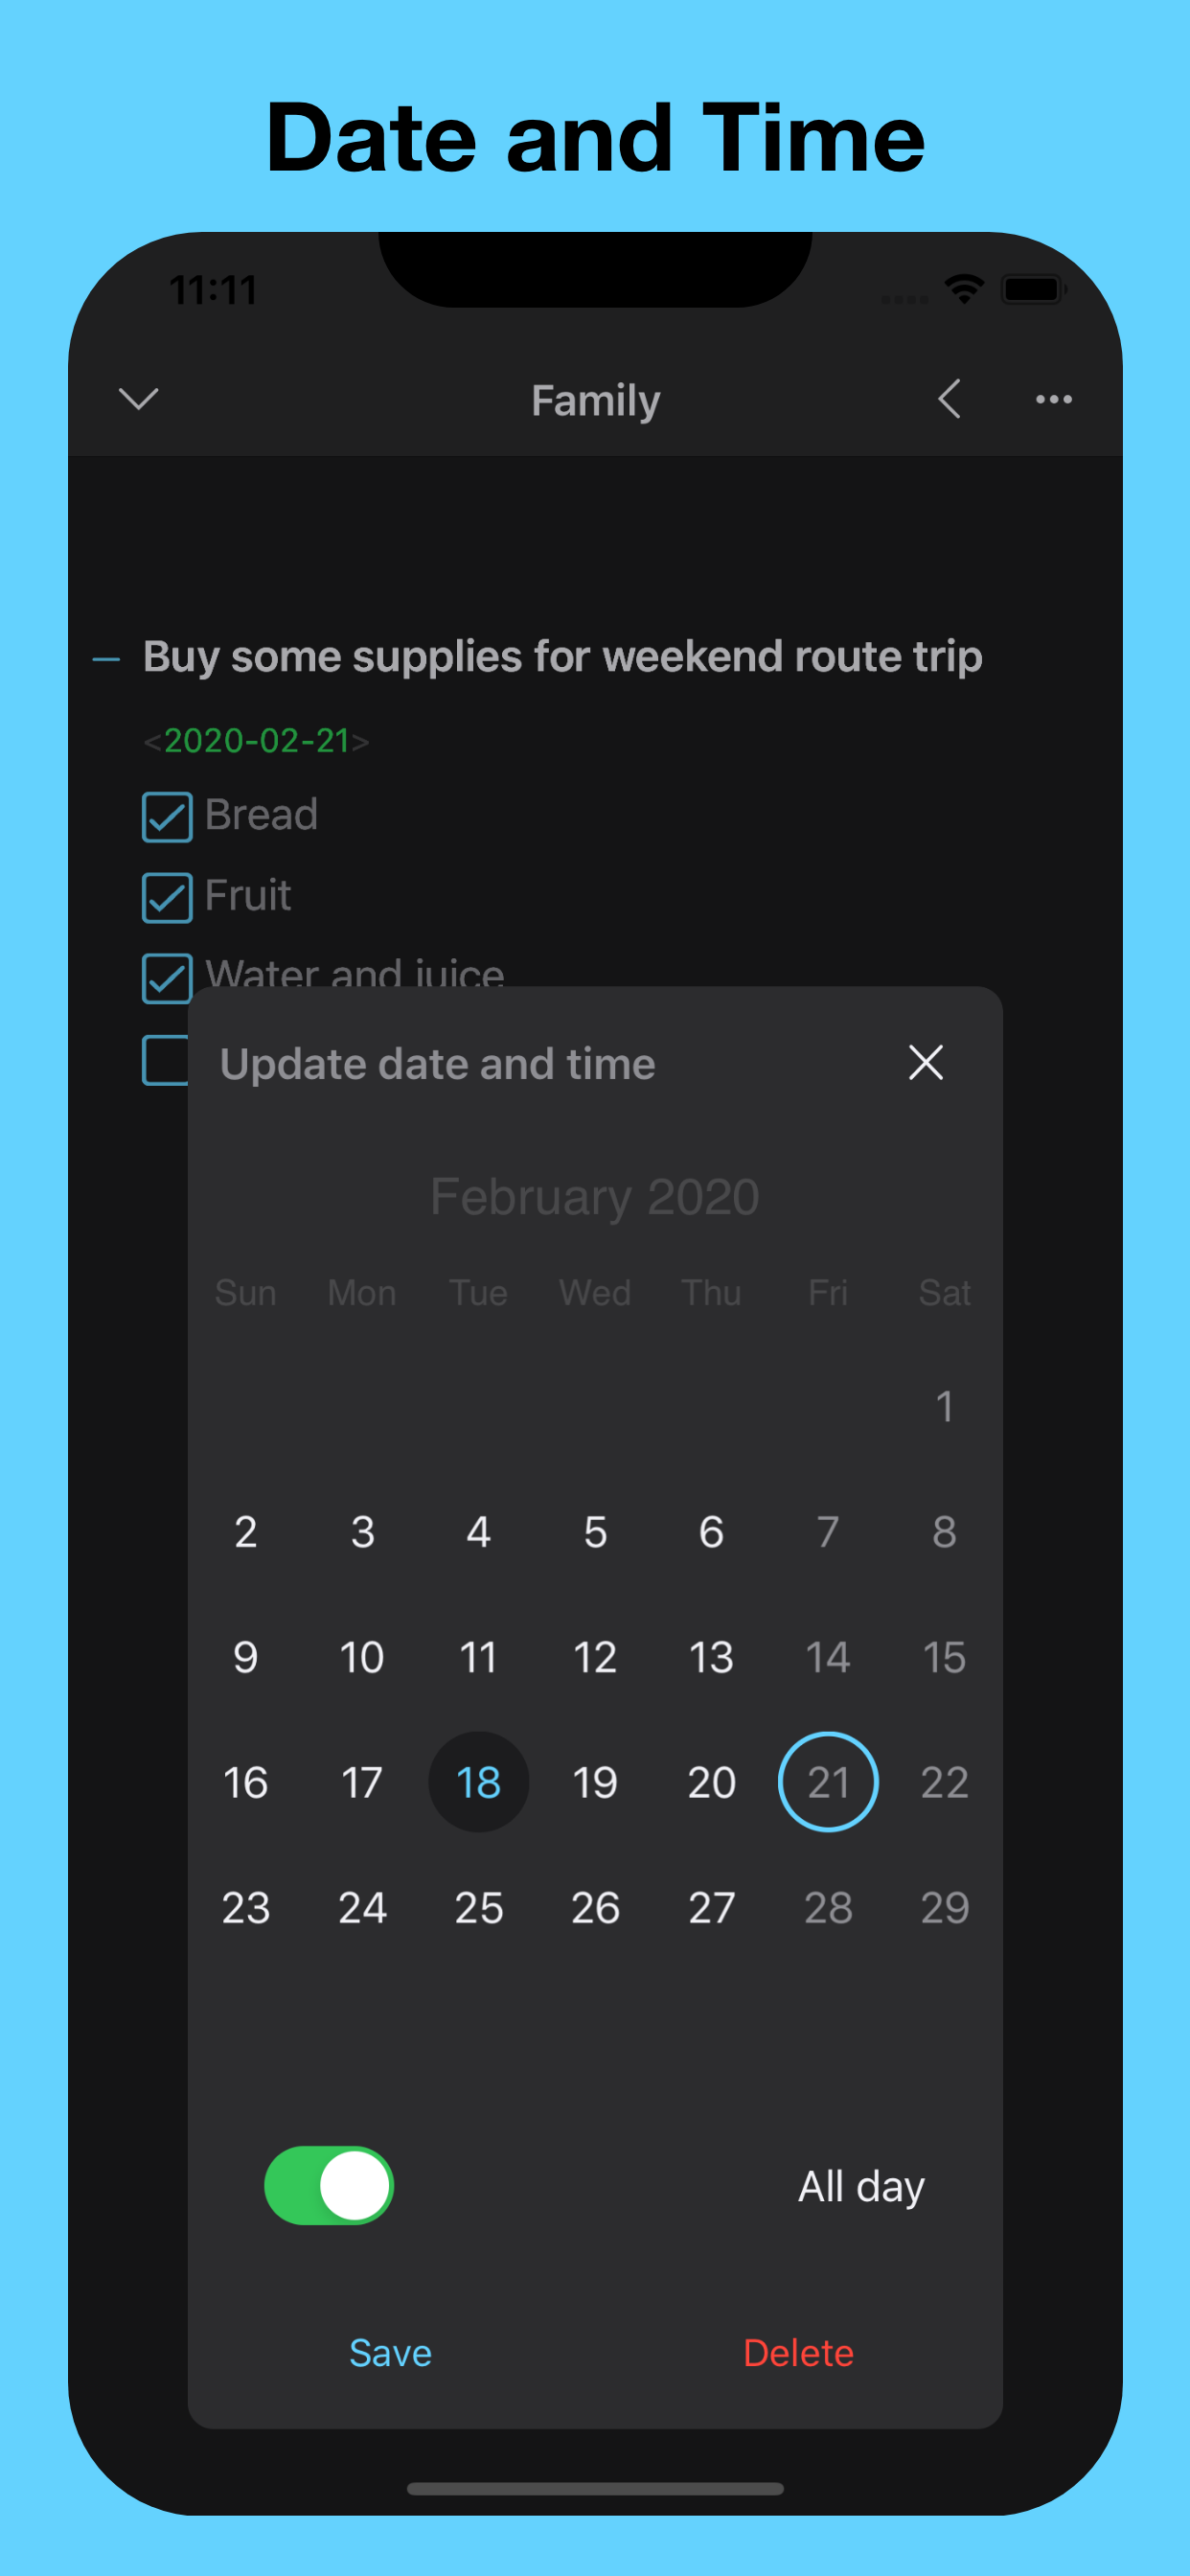 Date and Time
11:11
Family
Buy some supplies for weekend route trip
<2020-02-21>
Bread
Fruit
Water and juice
Update date and time
February 2020
Sun Mon Tue Wed Thu Fri Sat
1
2 3 4 5 6 7 8
9 10 11 12 13 14 15
16 17 18 19 20 21 22
23 24 25 26 27 28 29
All day
Save Delete